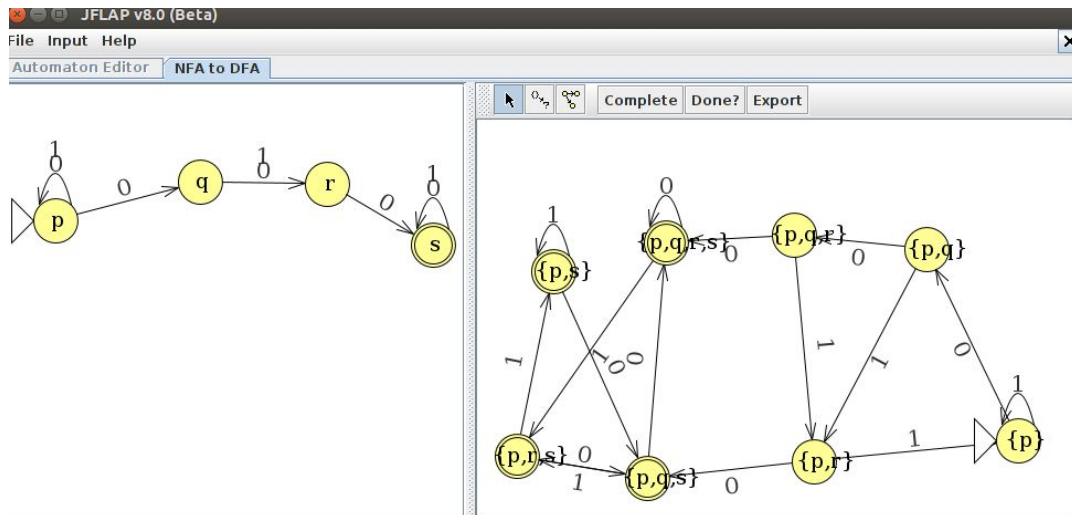 JFLAP v8.0 (Beta)
File Input Help
Automaton Editor NFA to DFA
Complete Done? Export
1
0
p
0
q
1
0
r
0
1
0
s
1
{p,s}
0
{p,q,r,s}
0
{p,q,r}
0
{p,q}
1
1
0
0
1
1
0
1
{p}
{p,r,s}
0
1
{p,q,s}
0
{p,r}
1